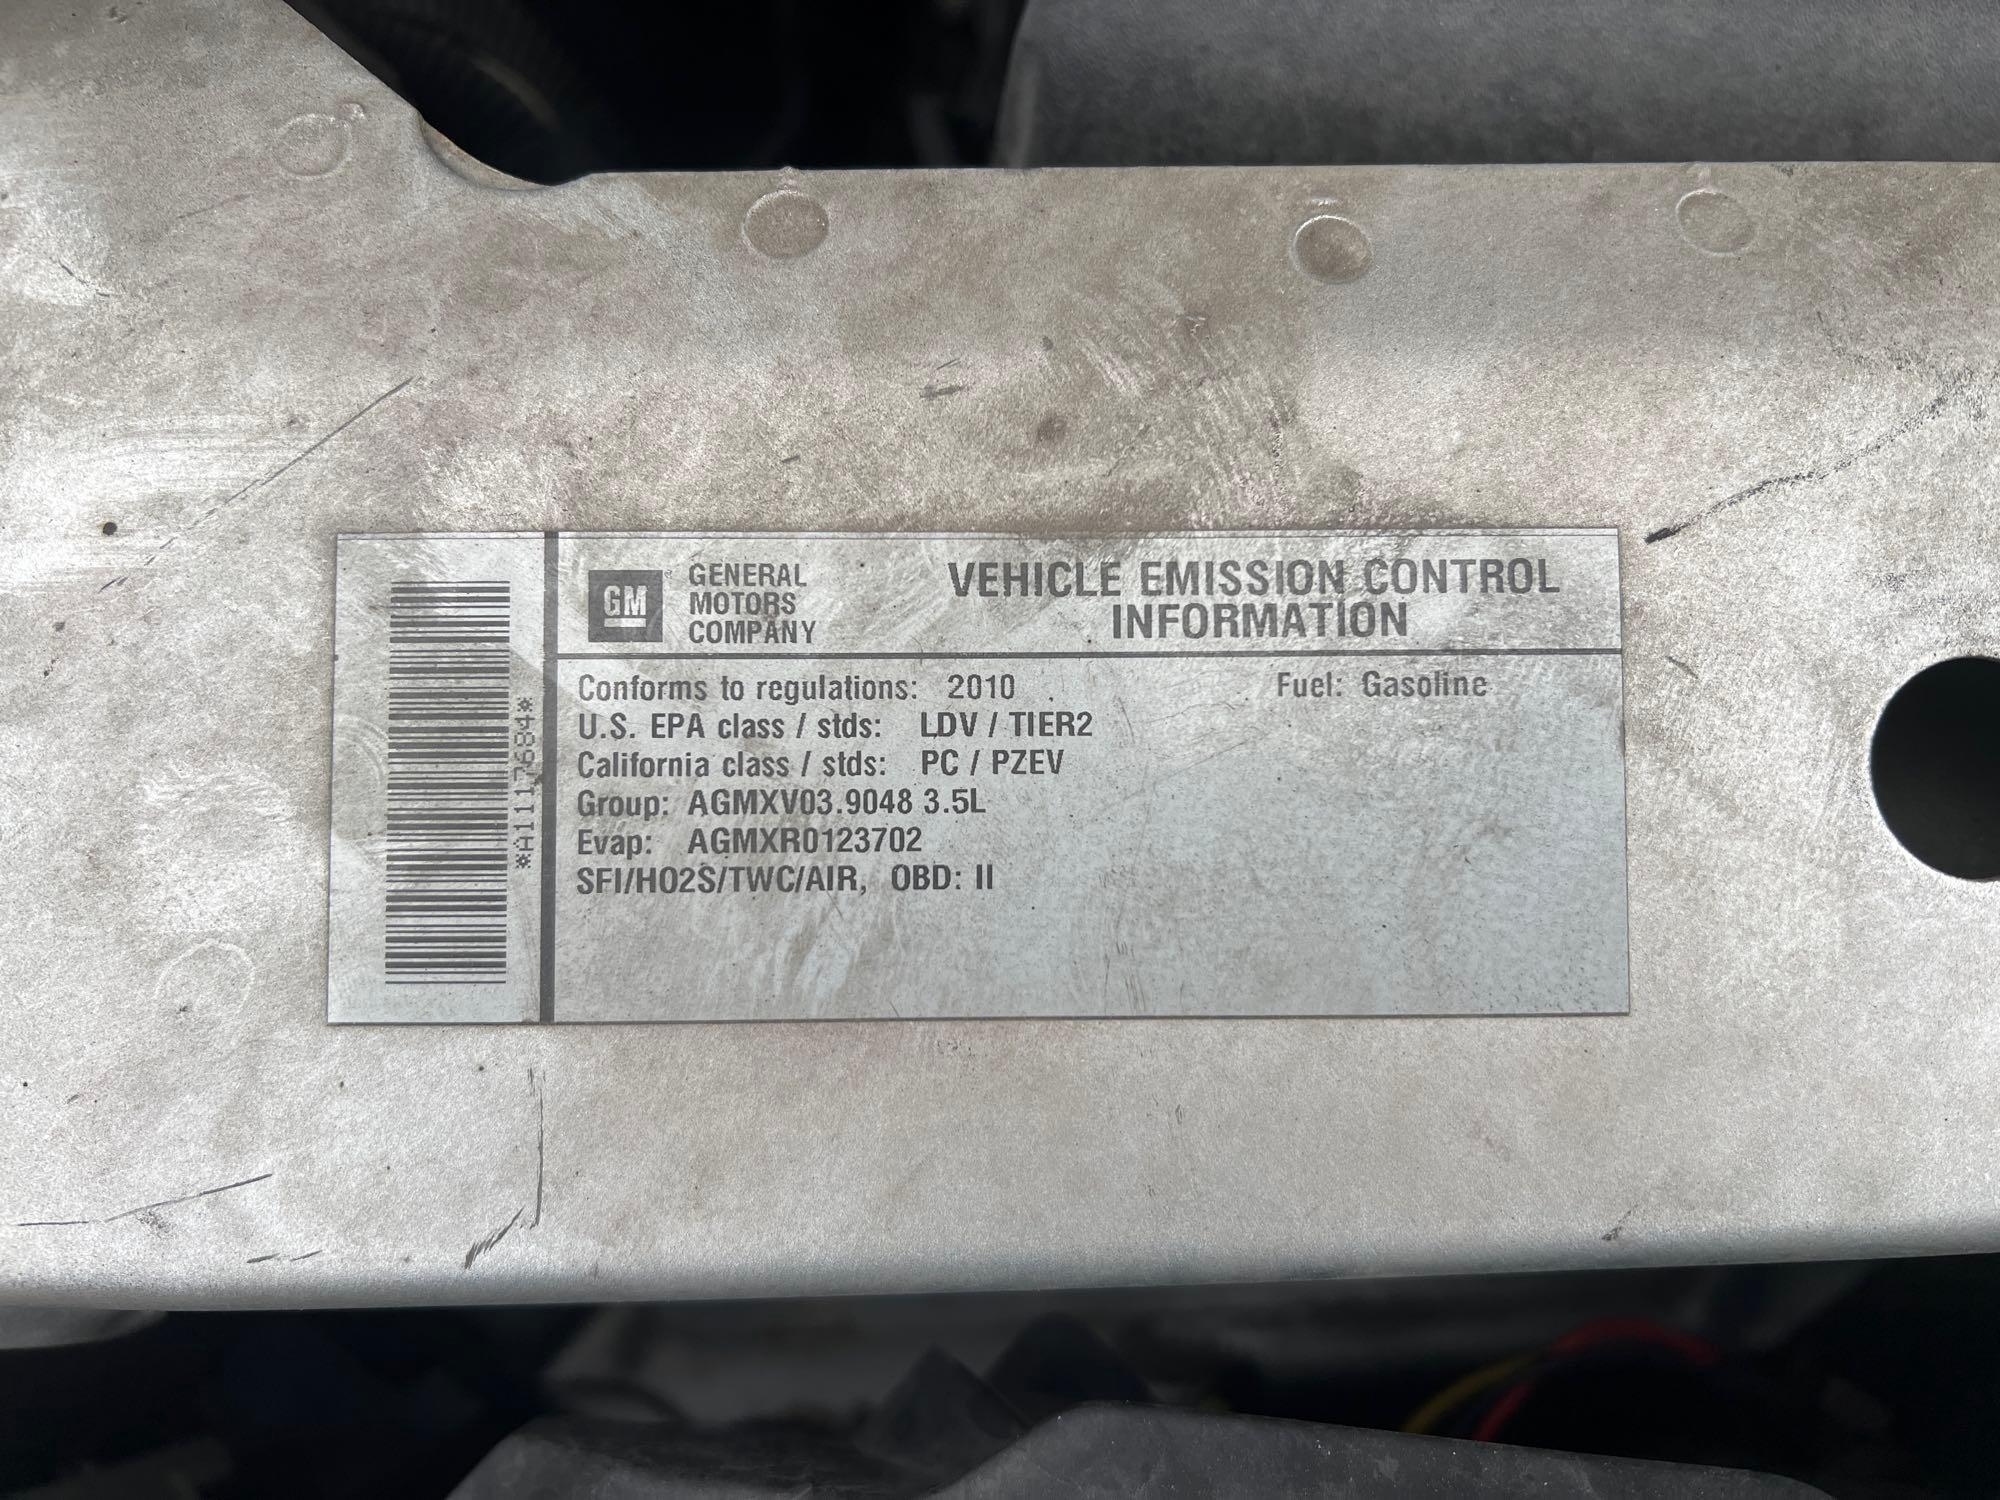 *A1117684*
GM
GENERAL
MOTORS
COMPANY
VEHICLE EMISSION CONTROL
INFORMATION
Conforms to regulations: 2010
Fuel: Gasoline
U.S. EPA class / stds: LDV / TIER2
California class / stds: PC / PZEV
Group: AGMXV03.9048 3.5L
Evap: AGMXR0123702
SFI/HO2S/TWC/AIR, OBD: II